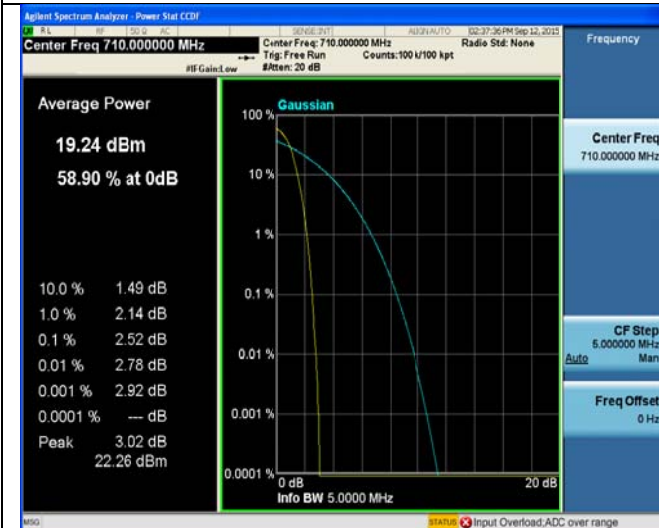 Agilent Spectrum Analyzer - Power Stat CCDF
RL RF 50 Ω AC SENSE:INT ALIGN AUTO 02:37:36 PM Sep 12, 2015
Center Freq 710.000000 MHz Center Freq: 710.000000 MHz Radio Std: None
Trig: Free Run Counts:100 k/100 kpt
#IFGain:Low #Atten: 20 dB
Frequency
Average Power
19.24 dBm
58.90 % at 0dB
10.0 % 1.49 dB
1.0 % 2.14 dB
0.1 % 2.52 dB
0.01 % 2.78 dB
0.001 % 2.92 dB
0.0001 % --- dB
Peak 3.02 dB
22.26 dBm
100 % Gaussian
10 %
1 %
0.1 %
0.01 %
0.001 %
0.0001 %
0 dB 20 dB
Info BW 5.0000 MHz
Center Freq
710.000000 MHz
CF Step
5.000000 MHz
Auto Man
Freq Offset
0 Hz
MSG STATUS Input Overload;ADC over range